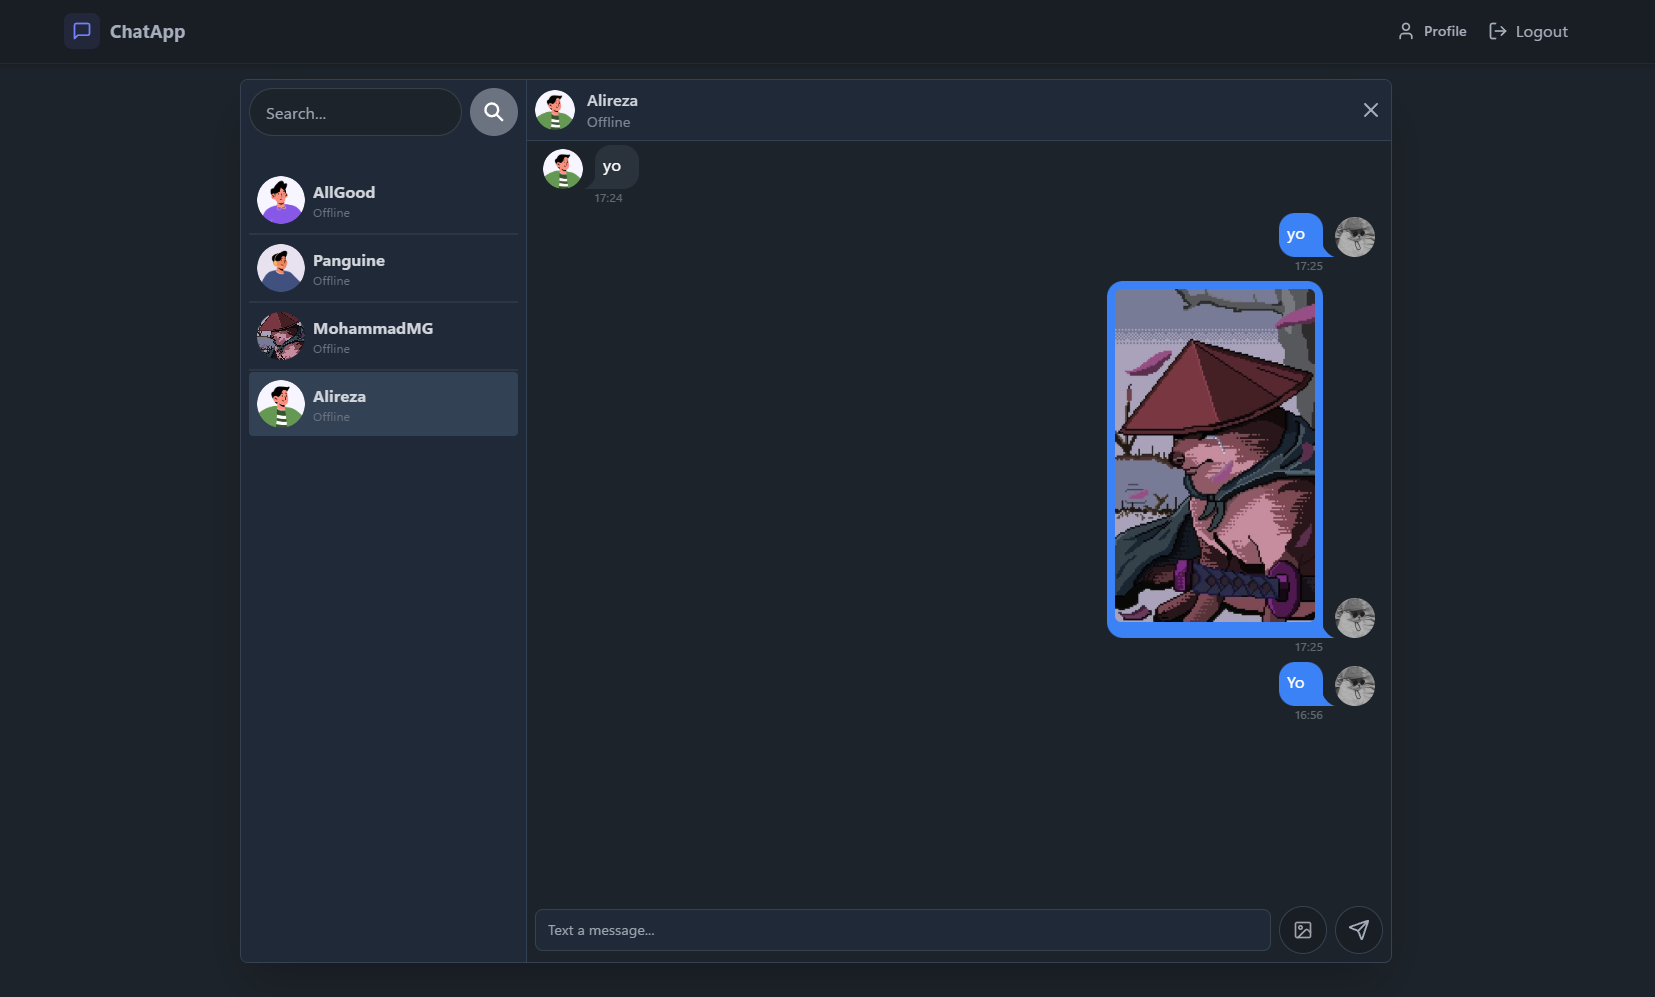 ChatApp
Profile
Logout
Search...
AllGood
Offline
Panguine
Offline
MohammadMG
Offline
Alireza
Offline
Alireza
Offline
yo
17:24
yo
17:25
17:25
Yo
16:56
Text a message...